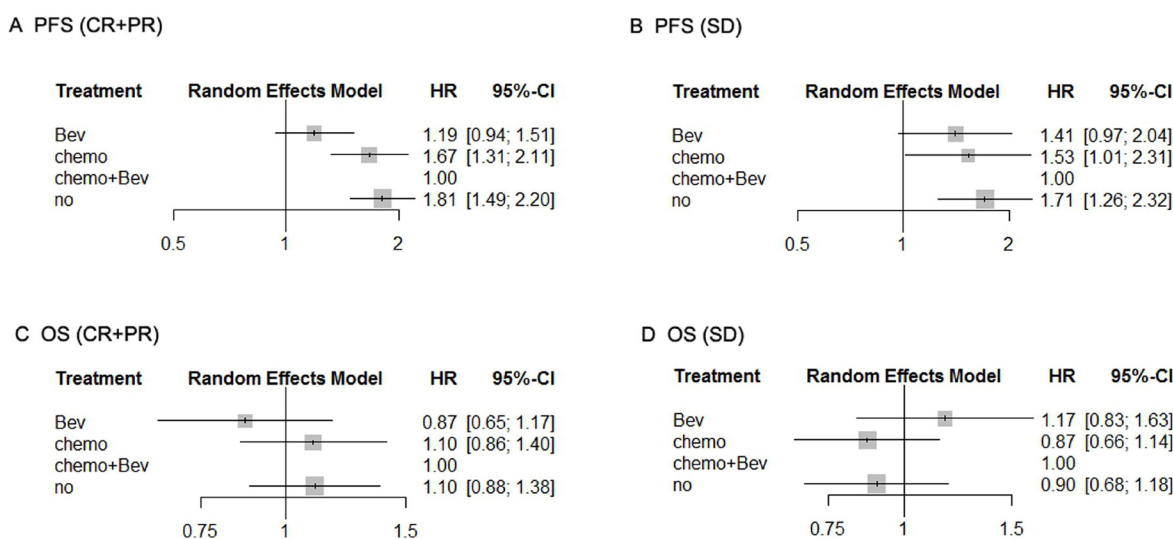 A PFS (CR+PR)
Treatment Random Effects Model HR 95%-CI
Bev 1.19 [0.94; 1.51]
chemo 1.67 [1.31; 2.11]
chemo+Bev 1.00
no 1.81 [1.49; 2.20]
0.5 1 2
B PFS (SD)
Treatment Random Effects Model HR 95%-CI
Bev 1.41 [0.97; 2.04]
chemo 1.53 [1.01; 2.31]
chemo+Bev 1.00
no 1.71 [1.26; 2.32]
0.5 1 2
C OS (CR+PR)
Treatment Random Effects Model HR 95%-CI
Bev 0.87 [0.65; 1.17]
chemo 1.10 [0.86; 1.40]
chemo+Bev 1.00
no 1.10 [0.88; 1.38]
0.75 1 1.5
D OS (SD)
Treatment Random Effects Model HR 95%-CI
Bev 1.17 [0.83; 1.63]
chemo 0.87 [0.66; 1.14]
chemo+Bev 1.00
no 0.90 [0.68; 1.18]
0.75 1 1.5